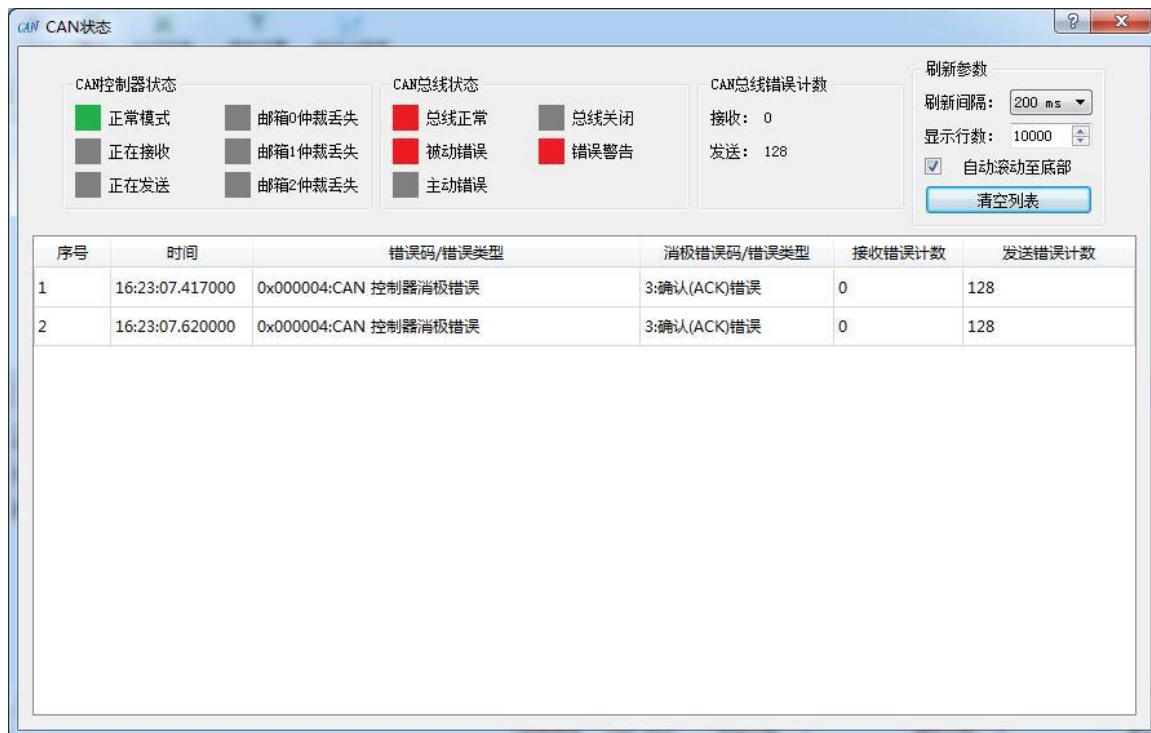 CAN CAN状态
CAN控制器状态
正常模式
邮箱0仲裁丢失
正在接收
邮箱1仲裁丢失
正在发送
邮箱2仲裁丢失
CAN总线状态
总线正常
总线关闭
被动错误
错误警告
主动错误
CAN总线错误计数
接收: 0
发送: 128
刷新参数
刷新间隔: 200 ms
显示行数: 10000
自动滚动至底部
清空列表
序号 时间 错误码/错误类型 消极错误码/错误类型 接收错误计数 发送错误计数
1 16:23:07.417000 0x000004:CAN 控制器消极错误 3:确认(ACK)错误 0 128
2 16:23:07.620000 0x000004:CAN 控制器消极错误 3:确认(ACK)错误 0 128